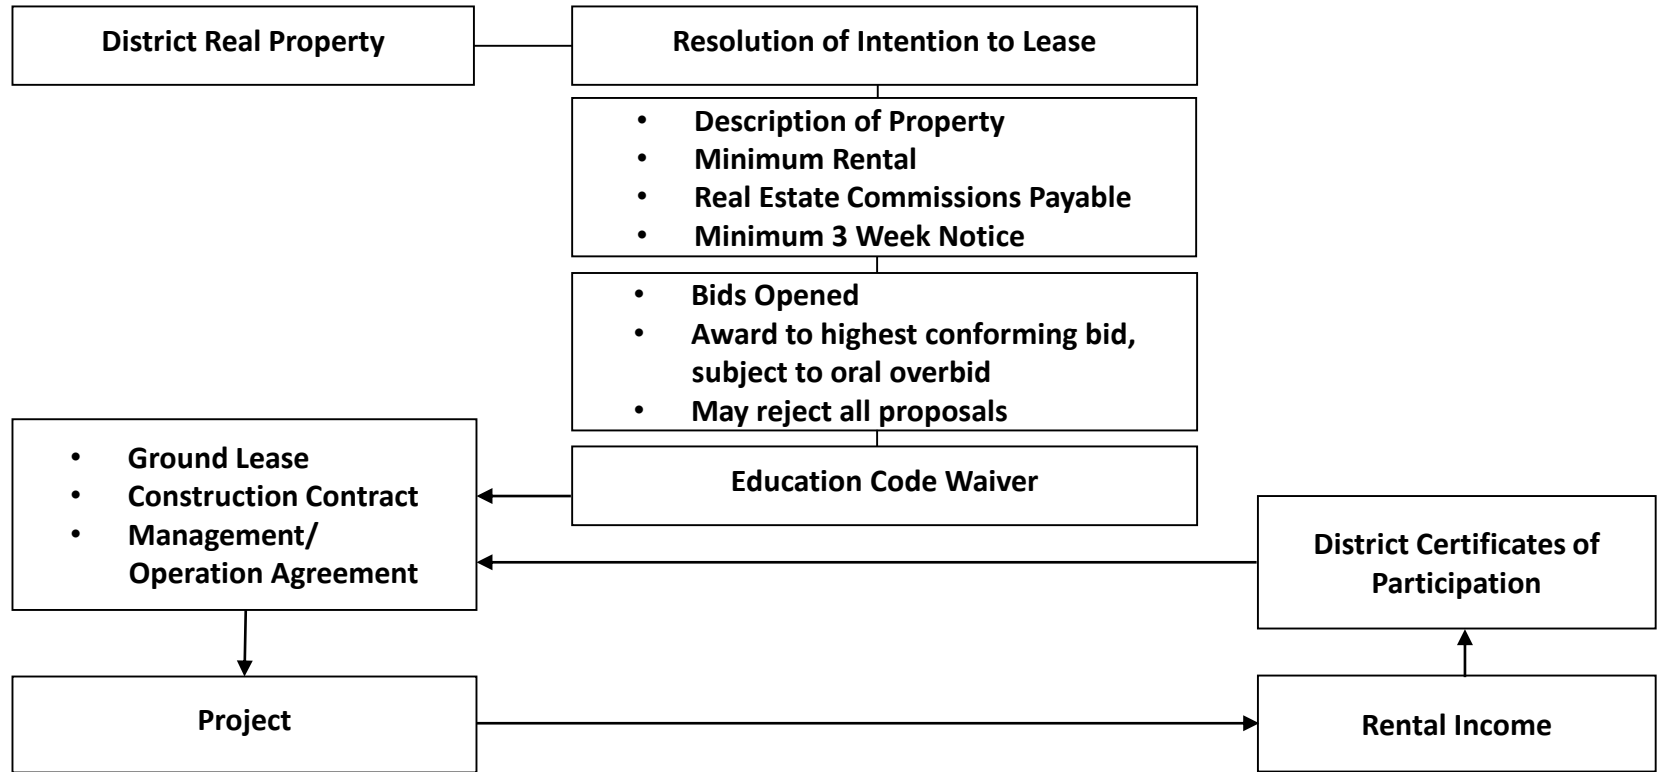 District Real Property
Resolution of Intention to Lease
• Description of Property
• Minimum Rental
• Real Estate Commissions Payable
• Minimum 3 Week Notice
• Bids Opened
• Award to highest conforming bid,
subject to oral overbid
• May reject all proposals
• Ground Lease
• Construction Contract
• Management/
Operation Agreement
Education Code Waiver
District Certificates of
Participation
Project
Rental Income